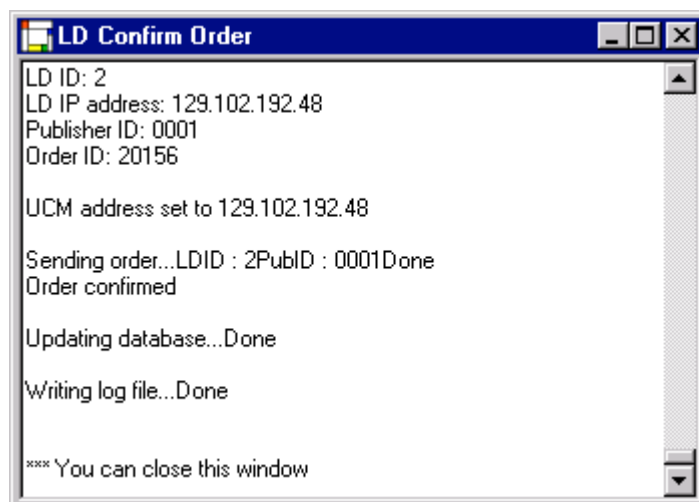 LD Confirm Order
LD ID: 2
LD IP address: 129.102.192.48
Publisher ID: 0001
Order ID: 20156
UCM address set to 129.102.192.48
Sending order...LDID : 2PubID : 0001Done
Order confirmed
Updating database...Done
Writing log file...Done
*** You can close this window